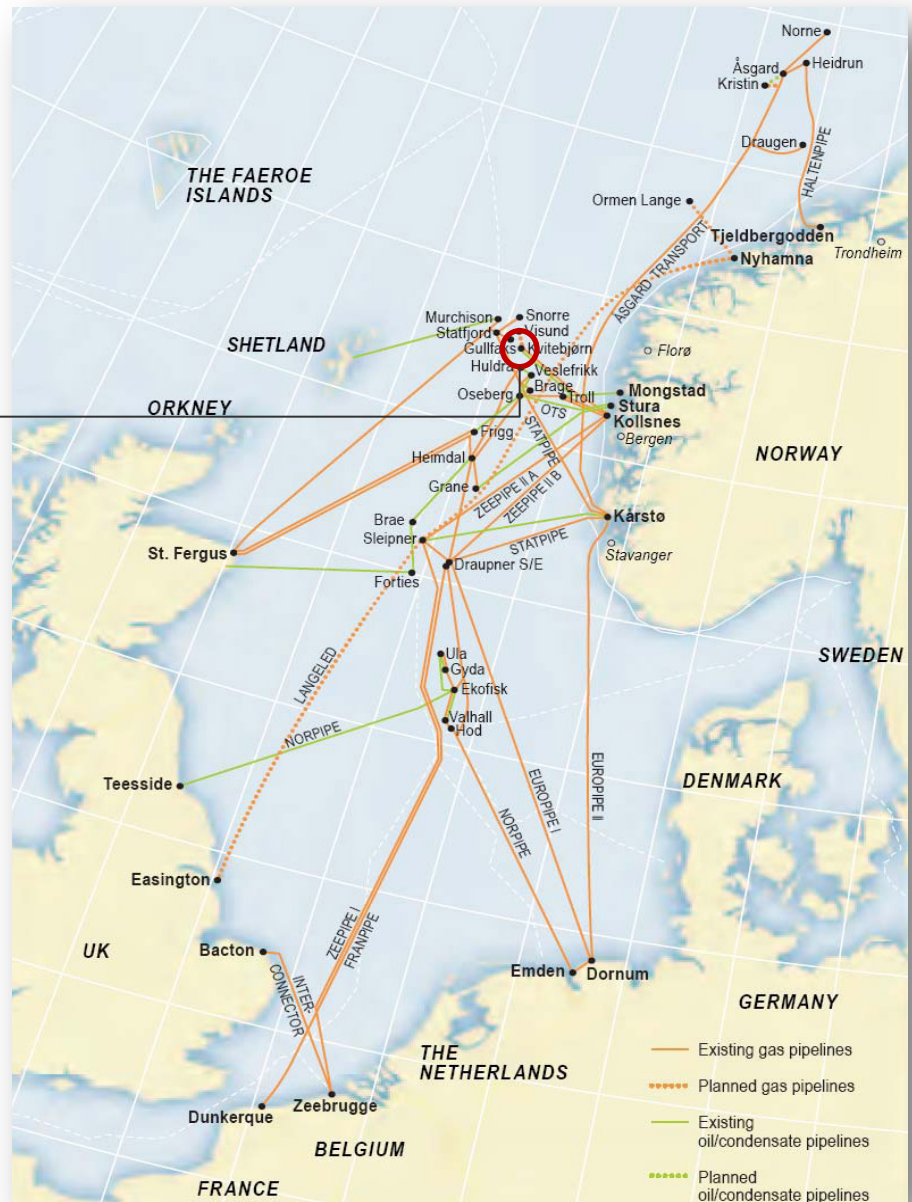 Norne
Åsgard
Heidrun
Kristin
Draugen
HALTENPIPE
THE FAEROE
ISLANDS
Ormen Lange
ÅSGARD TRANSPORT
Tjeldbergodden
Trondheim
Nyhamna
Murchison
Snorre
Statfjord
Visund
Gullfaks
Kvitebjørn
SHETLAND
Florø
Huldra
Veslefrikk
Brage
Oseberg
Troll
Mongstad
ORKNEY
OTS
Stura
Kollsnes
STATPIPE
Frigg
Bergen
NORWAY
Heimdal
Grane
ZEEPIPE II A
ZEEPIPE II B
Brae
Kårstø
Sleipner
STATPIPE
St. Fergus
Stavanger
Draupner S/E
Forties
Ula
SWEDEN
Gyda
LANGELED
Ekofisk
NORPIPE
Valhall
Hod
Teesside
EUROPIPE I
EUROPIPE II
DENMARK
NORPIPE
Easington
UK
Bacton
ZEEPIPE I
FRANPIPE
INTER-
CONNECTOR
Emden
Dornum
GERMANY
THE
NETHERLANDS
Existing gas pipelines
Planned gas pipelines
Zeebrugge
Dunkerque
Existing
oil/condensate pipelines
BELGIUM
Planned
oil/condensate pipelines
FRANCE